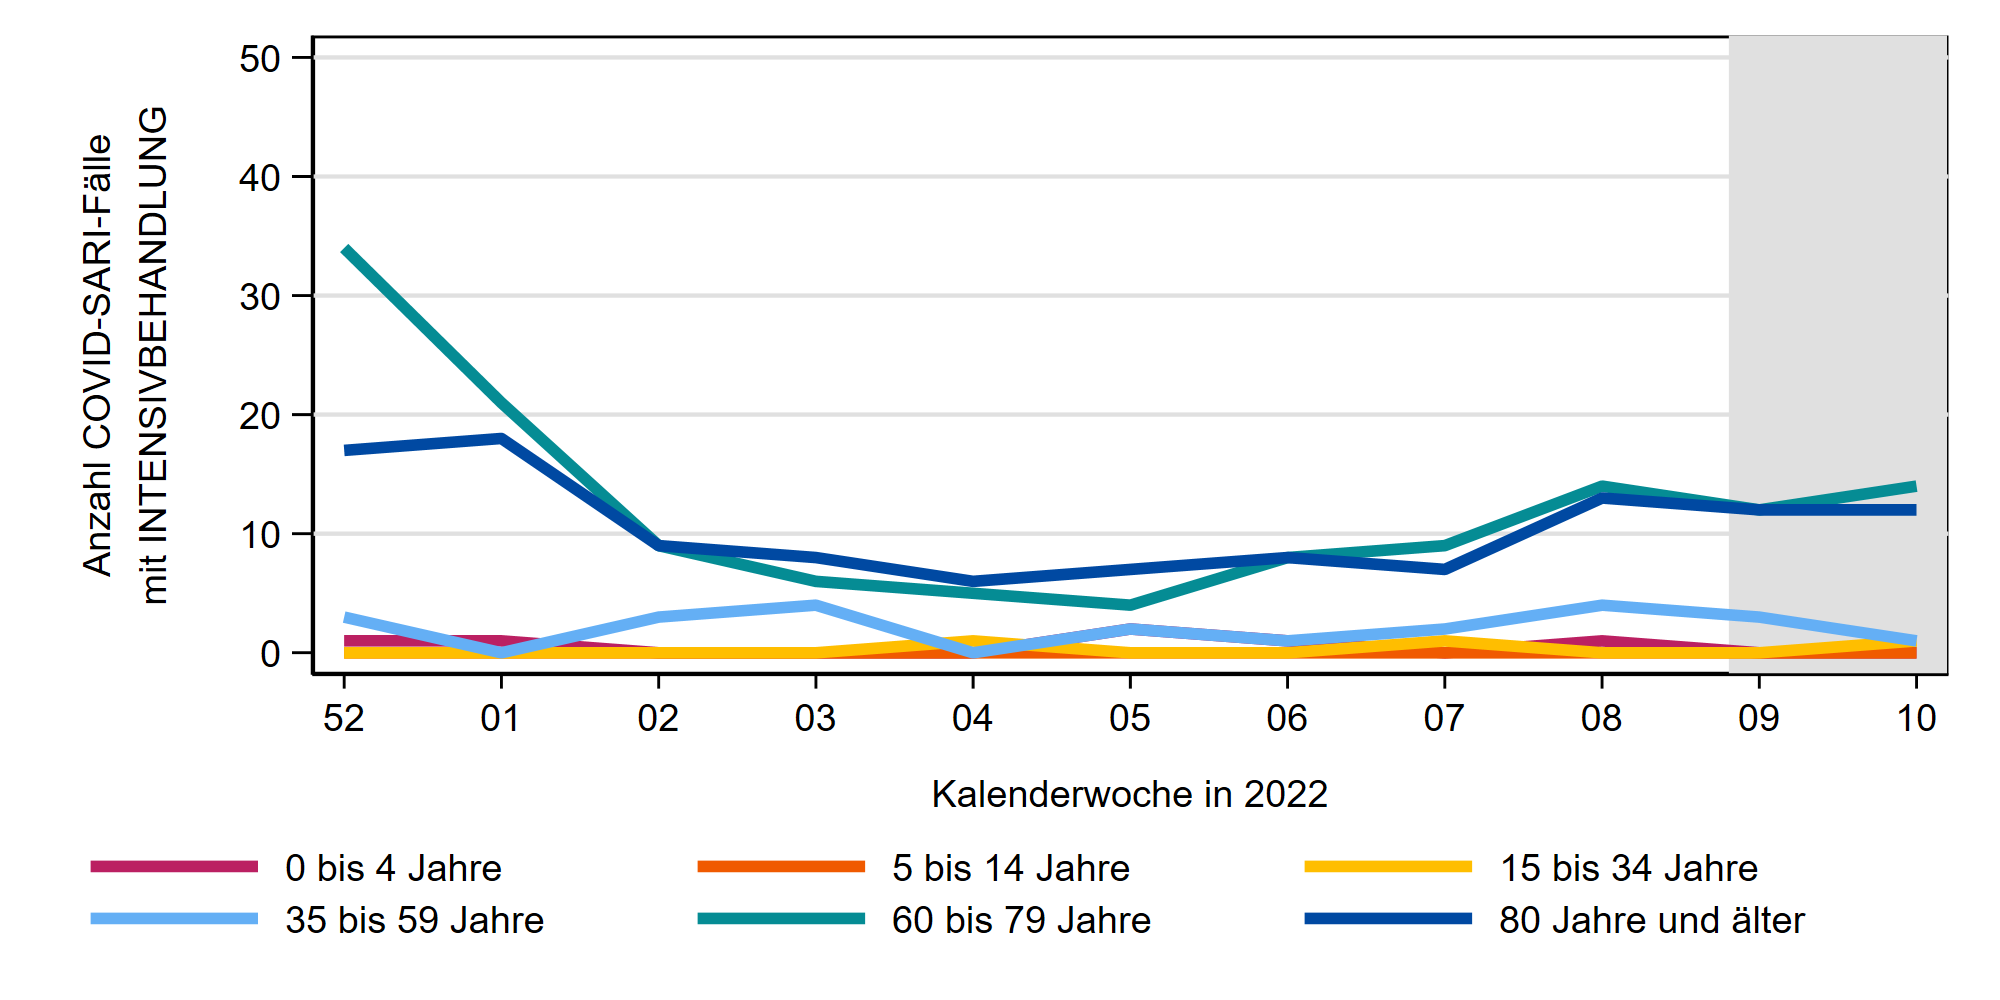 Anzahl COVID-SARI-Fälle
mit INTENSIVBEHANDLUNG
50
40
30
20
10
0
52 01 02 03 04 05 06 07 08 09 10
Kalenderwoche in 2022
0 bis 4 Jahre 5 bis 14 Jahre 15 bis 34 Jahre
35 bis 59 Jahre 60 bis 79 Jahre 80 Jahre und älter